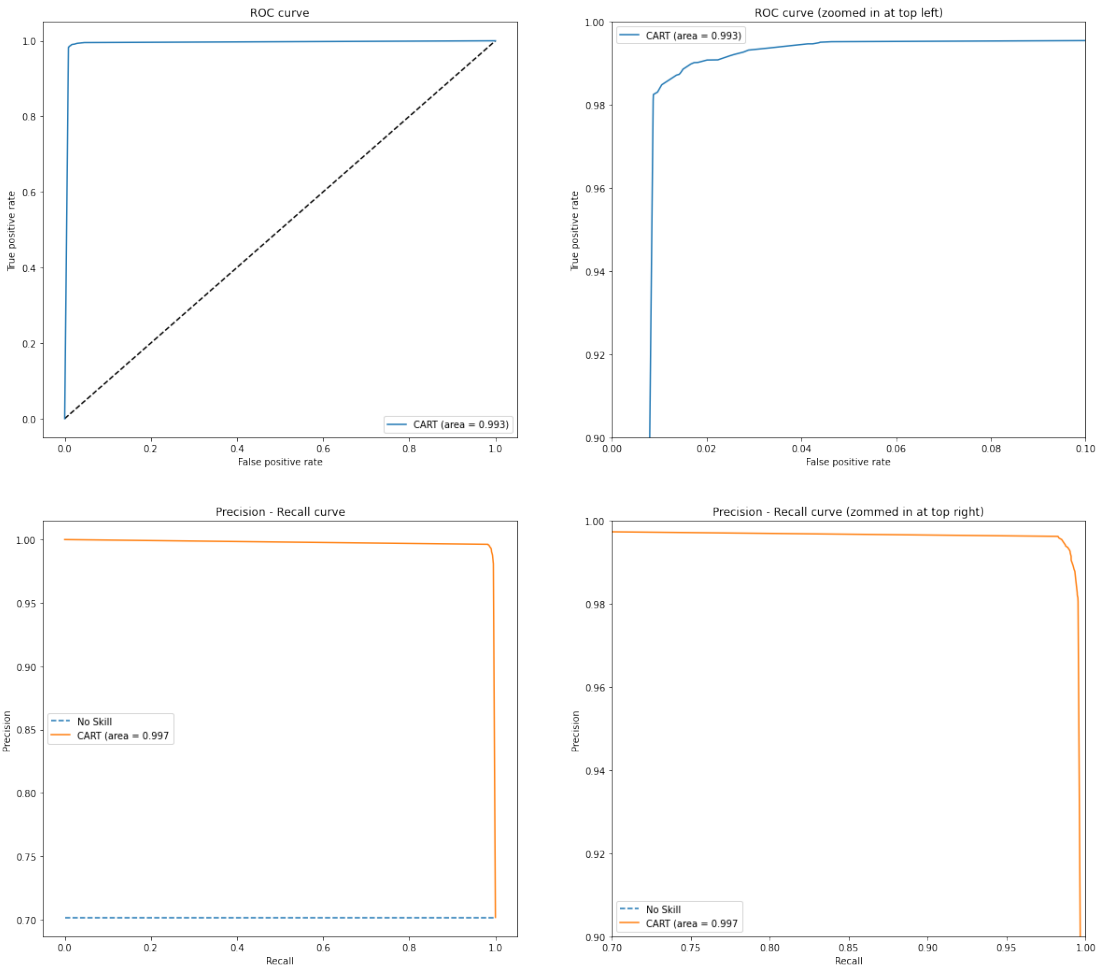 ROC curve
1.0
0.8
0.6
0.4
0.2
0.0
True positive rate
CART (area = 0.993)
0.0 0.2 0.4 0.6 0.8 1.0
False positive rate
ROC curve (zoomed in at top left)
CART (area = 0.993)
1.00
0.98
0.96
0.94
0.92
0.90
True positive rate
0.00 0.02 0.04 0.06 0.08 0.10
False positive rate
Precision - Recall curve
1.00
0.95
0.90
0.85
0.80
0.75
0.70
Precision
No Skill
CART (area = 0.997
0.0 0.2 0.4 0.6 0.8 1.0
Recall
Precision - Recall curve (zommed in at top right)
1.00
0.98
0.96
0.94
0.92
0.90
Precision
No Skill
CART (area = 0.997
0.70 0.75 0.80 0.85 0.90 0.95 1.00
Recall